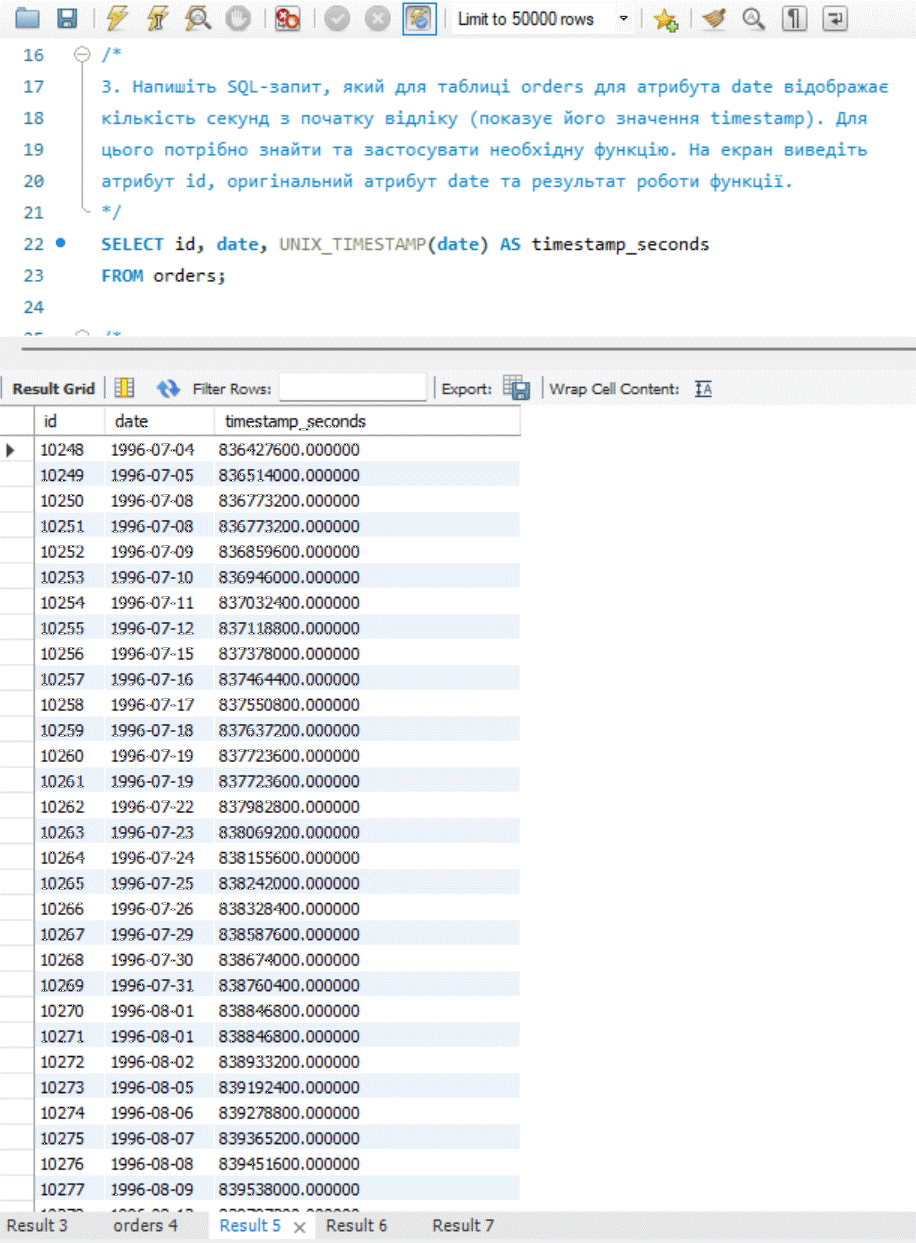 Limit to 50000 rows
16 /*
17 3. Напишіть SQL-запит, який для таблиці orders для атрибута date відображає
18 кількість секунд з початку відліку (показує його значення timestamp). Для
19 цього потрібно знайти та застосувати необхідну функцію. На екран виведіть
20 атрибут id, оригінальний атрибут date та результат роботи функції.
21 */
22 SELECT id, date, UNIX_TIMESTAMP(date) AS timestamp_seconds
23 FROM orders;
24
25 /*
Result Grid Filter Rows: Export: Wrap Cell Content:
id date timestamp_seconds
10248 1996-07-04 836427600.000000
10249 1996-07-05 836514000.000000
10250 1996-07-08 836773200.000000
10251 1996-07-08 836773200.000000
10252 1996-07-09 836859600.000000
10253 1996-07-10 836946000.000000
10254 1996-07-11 837032400.000000
10255 1996-07-12 837118800.000000
10256 1996-07-15 837378000.000000
10257 1996-07-16 837464400.000000
10258 1996-07-17 837550800.000000
10259 1996-07-18 837637200.000000
10260 1996-07-19 837723600.000000
10261 1996-07-19 837723600.000000
10262 1996-07-22 837982800.000000
10263 1996-07-23 838069200.000000
10264 1996-07-24 838155600.000000
10265 1996-07-25 838242000.000000
10266 1996-07-26 838328400.000000
10267 1996-07-29 838587600.000000
10268 1996-07-30 838674000.000000
10269 1996-07-31 838760400.000000
10270 1996-08-01 838846800.000000
10271 1996-08-01 838846800.000000
10272 1996-08-02 838933200.000000
10273 1996-08-05 839192400.000000
10274 1996-08-06 839278800.000000
10275 1996-08-07 839365200.000000
10276 1996-08-08 839451600.000000
10277 1996-08-09 839538000.000000
Result 3 orders 4 Result 5 Result 6 Result 7